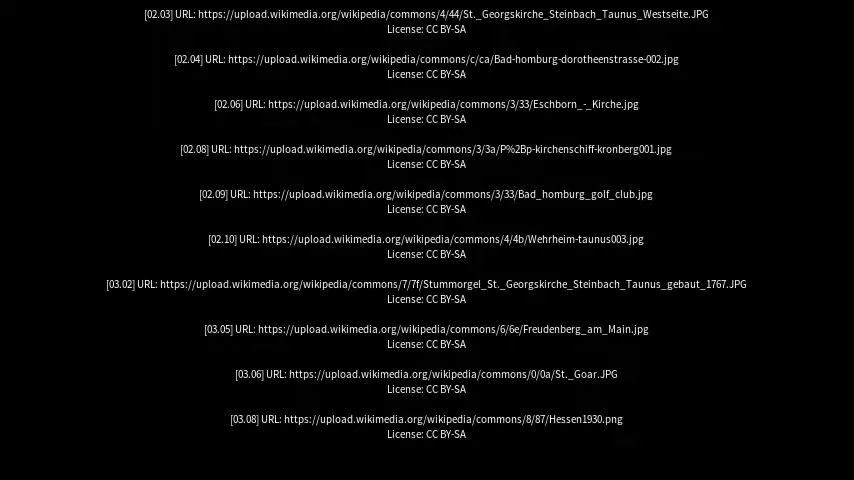 [02.03] URL: https://upload.wikimedia.org/wikipedia/commons/4/44/St._Georgskirche_Steinbach_Taunus_Westseite.JPG
License: CC BY-SA
[02.04] URL: https://upload.wikimedia.org/wikipedia/commons/c/ca/Bad-homburg-dorotheenstrasse-002.jpg
License: CC BY-SA
[02.06] URL: https://upload.wikimedia.org/wikipedia/commons/3/33/Eschborn_-_Kirche.jpg
License: CC BY-SA
[02.08] URL: https://upload.wikimedia.org/wikipedia/commons/3/3a/P%2Bp-kirchenschiff-kronberg001.jpg
License: CC BY-SA
[02.09] URL: https://upload.wikimedia.org/wikipedia/commons/3/33/Bad_homburg_golf_club.jpg
License: CC BY-SA
[02.10] URL: https://upload.wikimedia.org/wikipedia/commons/4/4b/Wehrheim-taunus003.jpg
License: CC BY-SA
[03.02] URL: https://upload.wikimedia.org/wikipedia/commons/7/7f/Stummorgel_St._Georgskirche_Steinbach_Taunus_gebaut_1767.JPG
License: CC BY-SA
[03.05] URL: https://upload.wikimedia.org/wikipedia/commons/6/6e/Freudenberg_am_Main.jpg
License: CC BY-SA
[03.06] URL: https://upload.wikimedia.org/wikipedia/commons/0/0a/St._Goar.JPG
License: CC BY-SA
[03.08] URL: https://upload.wikimedia.org/wikipedia/commons/8/87/Hessen1930.png
License: CC BY-SA